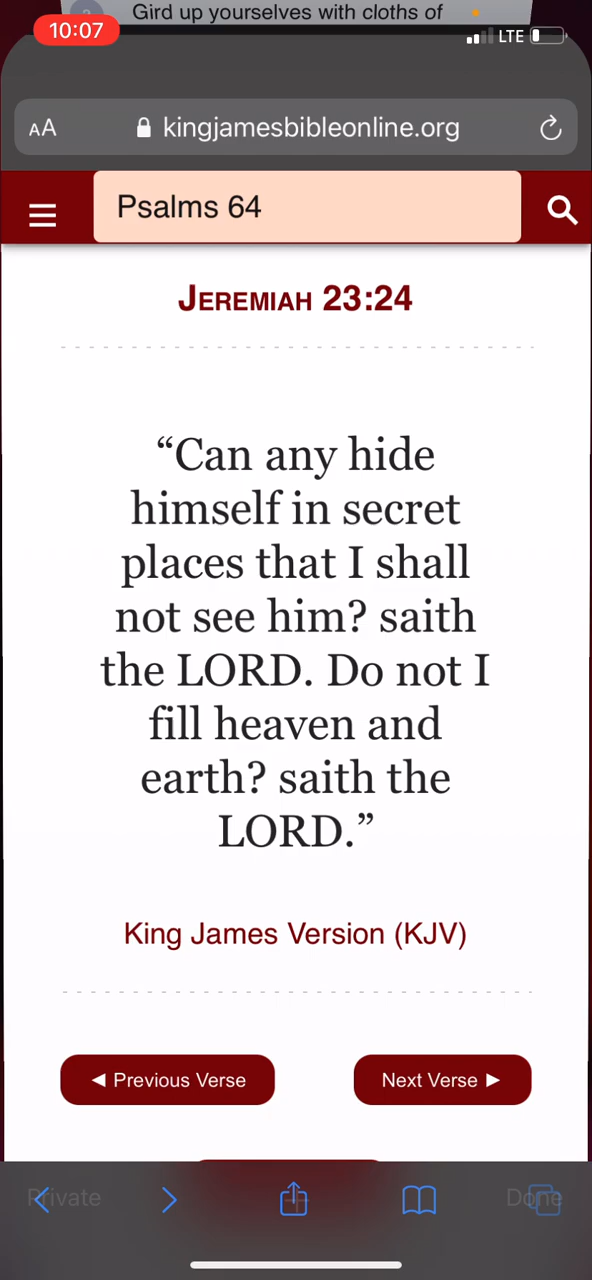 Gird up yourselves with cloths of
10:07
LTE
AA
kingjamesbibleonline.org
Psalms 64
JEREMIAH 23:24
“Can any hide
himself in secret
places that I shall
not see him? saith
the LORD. Do not I
fill heaven and
earth? saith the
LORD.”
King James Version (KJV)
◄ Previous Verse
Next Verse ►
Private
Done